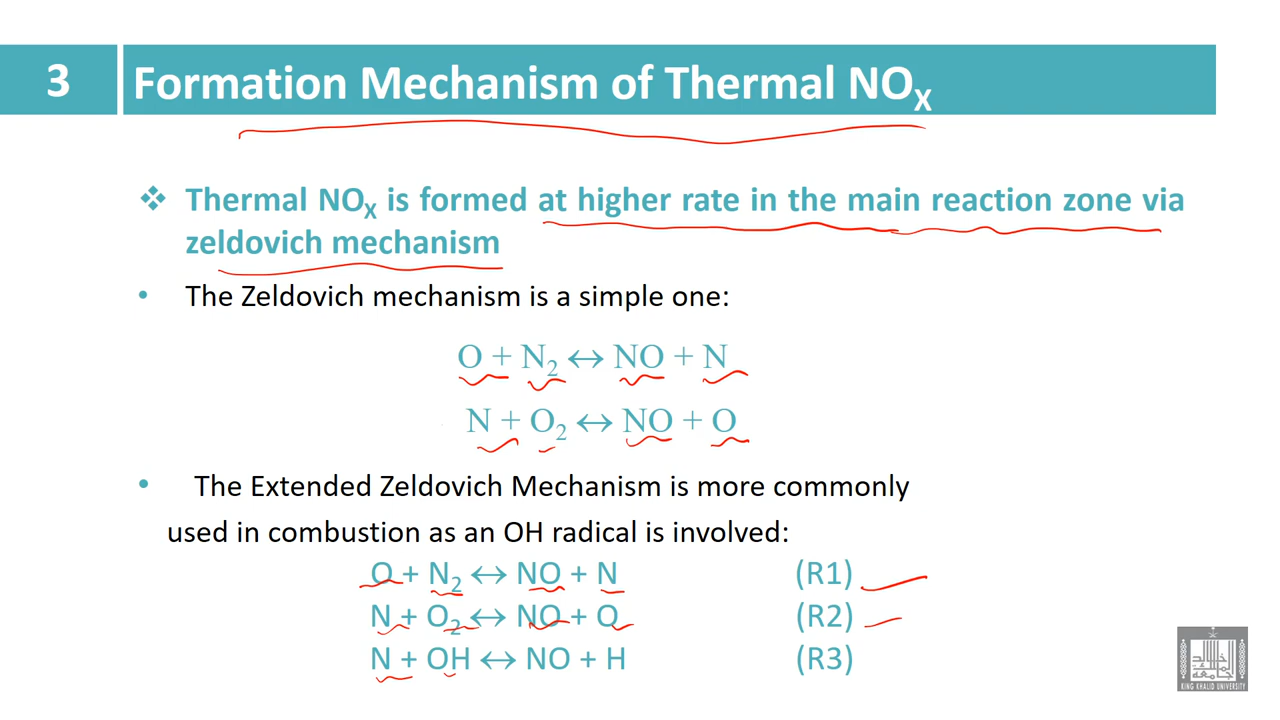 3
Formation Mechanism of Thermal NOₓ
❖ Thermal NOₓ is formed at higher rate in the main reaction zone via
zeldovich mechanism
• The Zeldovich mechanism is a simple one:
O + N₂ ↔ NO + N
N + O₂ ↔ NO + O
• The Extended Zeldovich Mechanism is more commonly
used in combustion as an OH radical is involved:
O + N₂ ↔ NO + N (R1)
N + O₂ ↔ NO + O (R2)
N + OH ↔ NO + H (R3)
KING KHALID UNIVERSITY